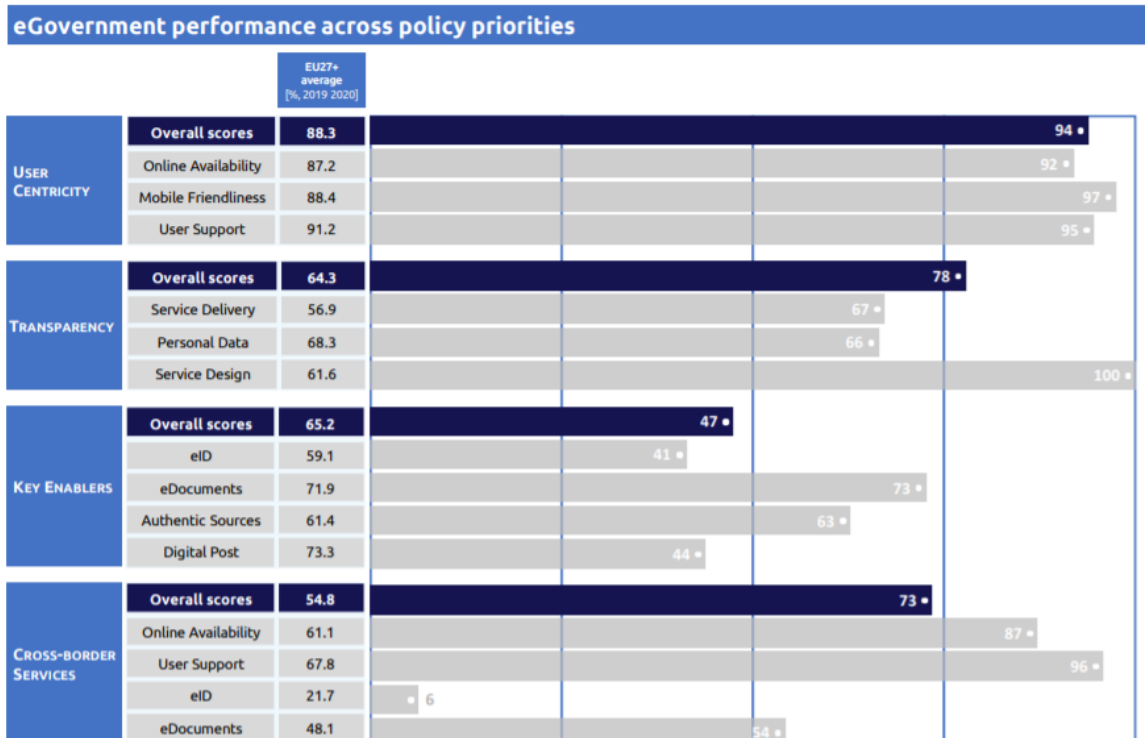 eGovernment performance across policy priorities
EU27+
average
[%, 2019 2020]
USER
CENTRICITY
Overall scores 88.3 94
Online Availability 87.2 92
Mobile Friendliness 88.4 97
User Support 91.2 95
TRANSPARENCY
Overall scores 64.3 78
Service Delivery 56.9 67
Personal Data 68.3 66
Service Design 61.6 100
KEY ENABLERS
Overall scores 65.2 47
eID 59.1 41
eDocuments 71.9 73
Authentic Sources 61.4 63
Digital Post 73.3 44
CROSS-BORDER
SERVICES
Overall scores 54.8 73
Online Availability 61.1 87
User Support 67.8 96
eID 21.7 6
eDocuments 48.1 54